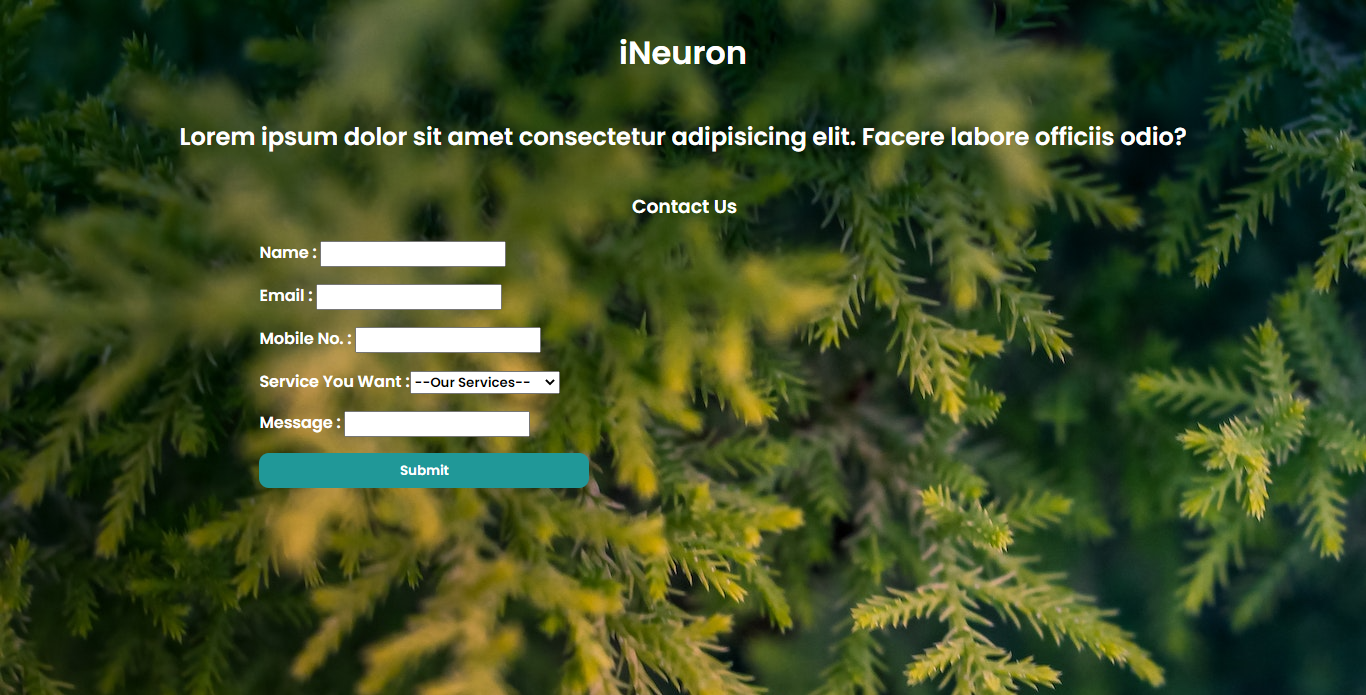 iNeuron
Lorem ipsum dolor sit amet consectetur adipisicing elit. Facere labore officiis odio?
Contact Us
Name :
Email :
Mobile No. :
Service You Want : --Our Services--
Message :
Submit